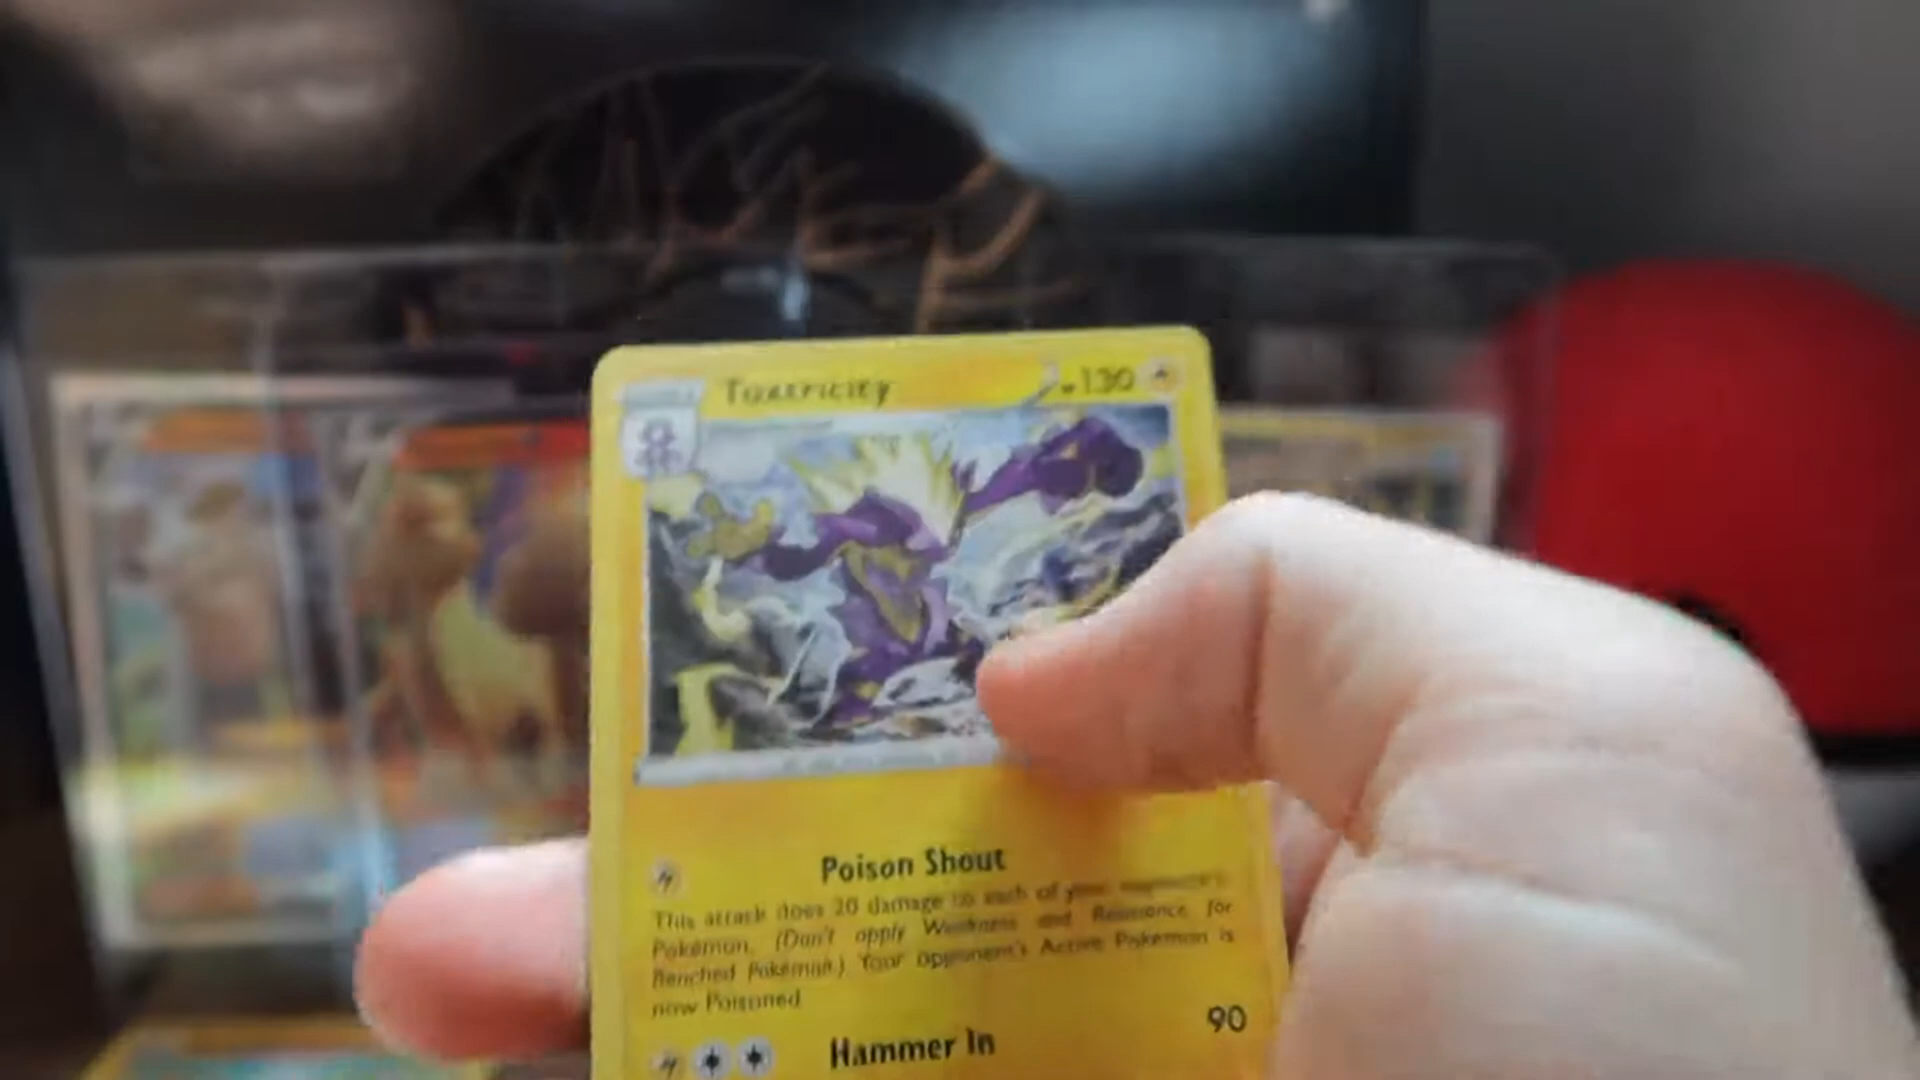 Toxtricity 130
Poison Shout
This attack does 20 damage to each of your opponent's
Pokémon. (Don't apply Weakness and Resistance for
Benched Pokémon.) Your opponent's Active Pokémon is
now Poisoned
Hammer In 90